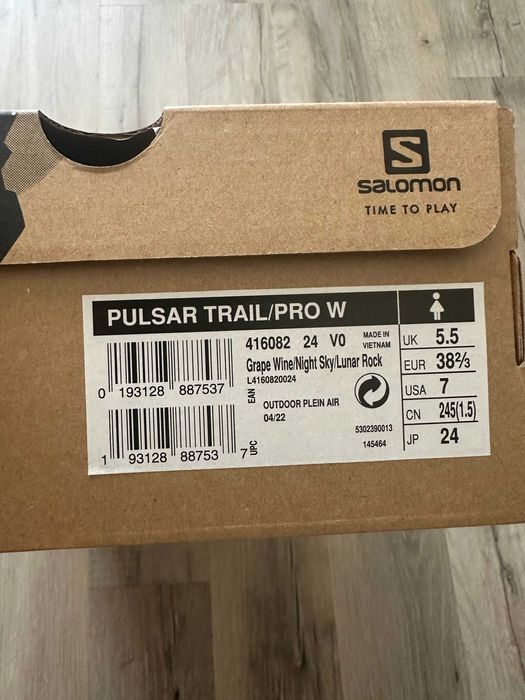 S
SALOMON
TIME TO PLAY
PULSAR TRAIL/PRO W
416082 24 V0 MADE IN VIETNAM
Grape Wine/Night Sky/Lunar Rock
L4160820024
0 193128 887537 EAN
OUTDOOR PLEIN AIR
04/22
5302390013
145464
1 93128 88753 7 UPC
UK 5.5
EUR 38⅔
USA 7
CN 245(1.5)
JP 24